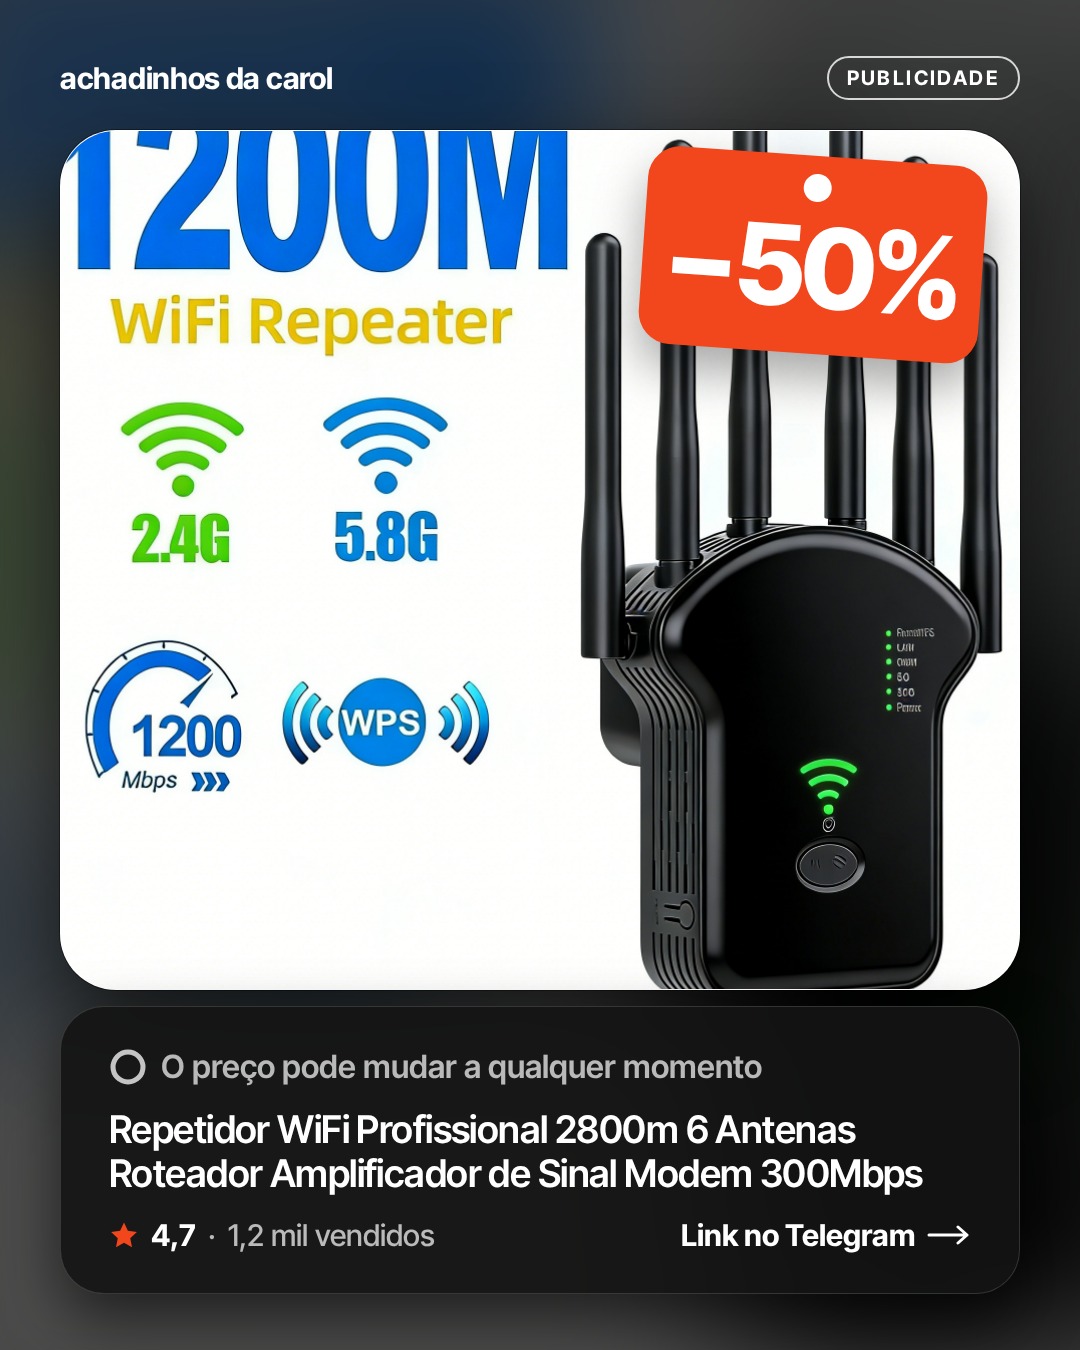 achadinhos da carol
PUBLICIDADE
1200M
−50%
WiFi Repeater
2.4G
5.8G
1200
Mbps
WPS
O preço pode mudar a qualquer momento
Repetidor WiFi Profissional 2800m 6 Antenas
Roteador Amplificador de Sinal Modem 300Mbps
4,7 · 1,2 mil vendidos
Link no Telegram →